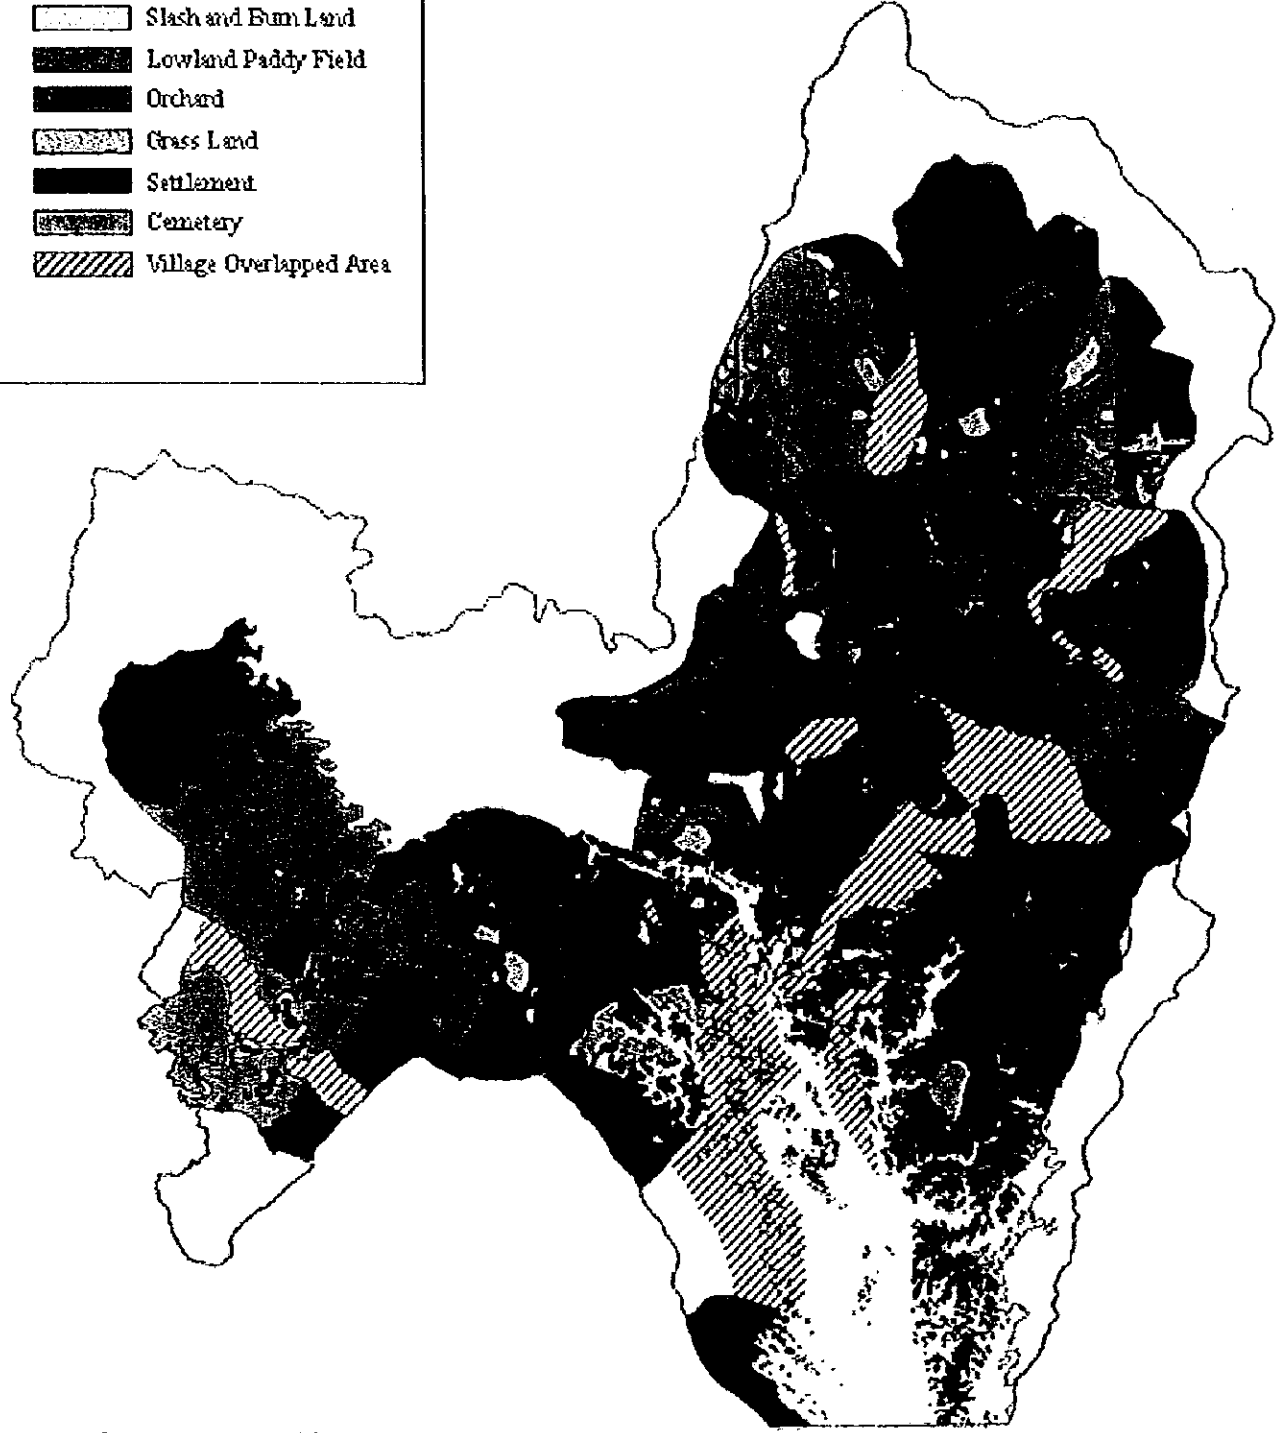 Slash and Burn Land
Lowland Paddy Field
Orchard
Grass Land
Settlement
Cemetery
Village Overlapped Area